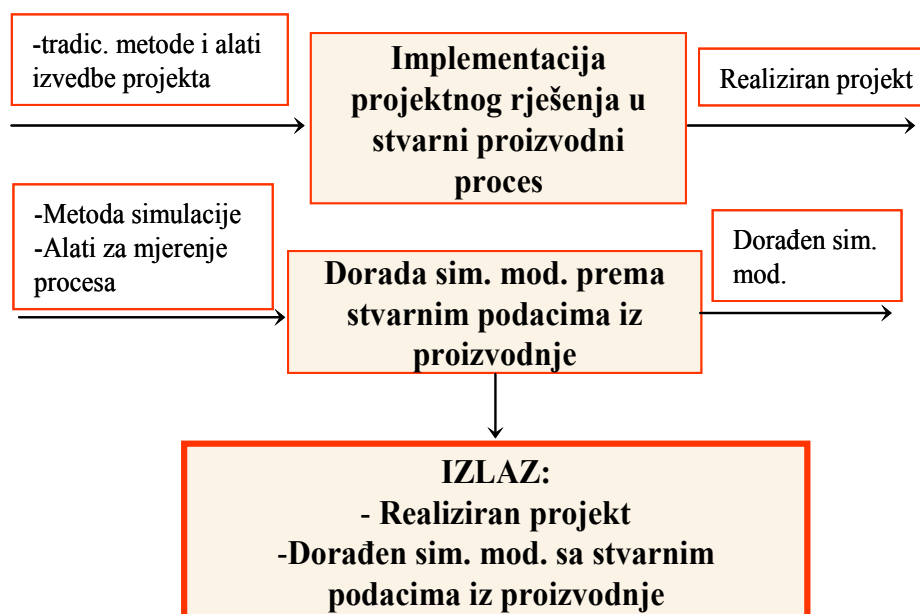 -tradic. metode i alati
izvedbe projekta
Implementacija
projektnog rješenja u
stvarni proizvodni
proces
Realiziran projekt
-Metoda simulacije
-Alati za mjerenje
procesa
Dorada sim. mod. prema
stvarnim podacima iz
proizvodnje
Dorađen sim.
mod.
IZLAZ:
- Realiziran projekt
-Dorađen sim. mod. sa stvarnim
podacima iz proizvodnje